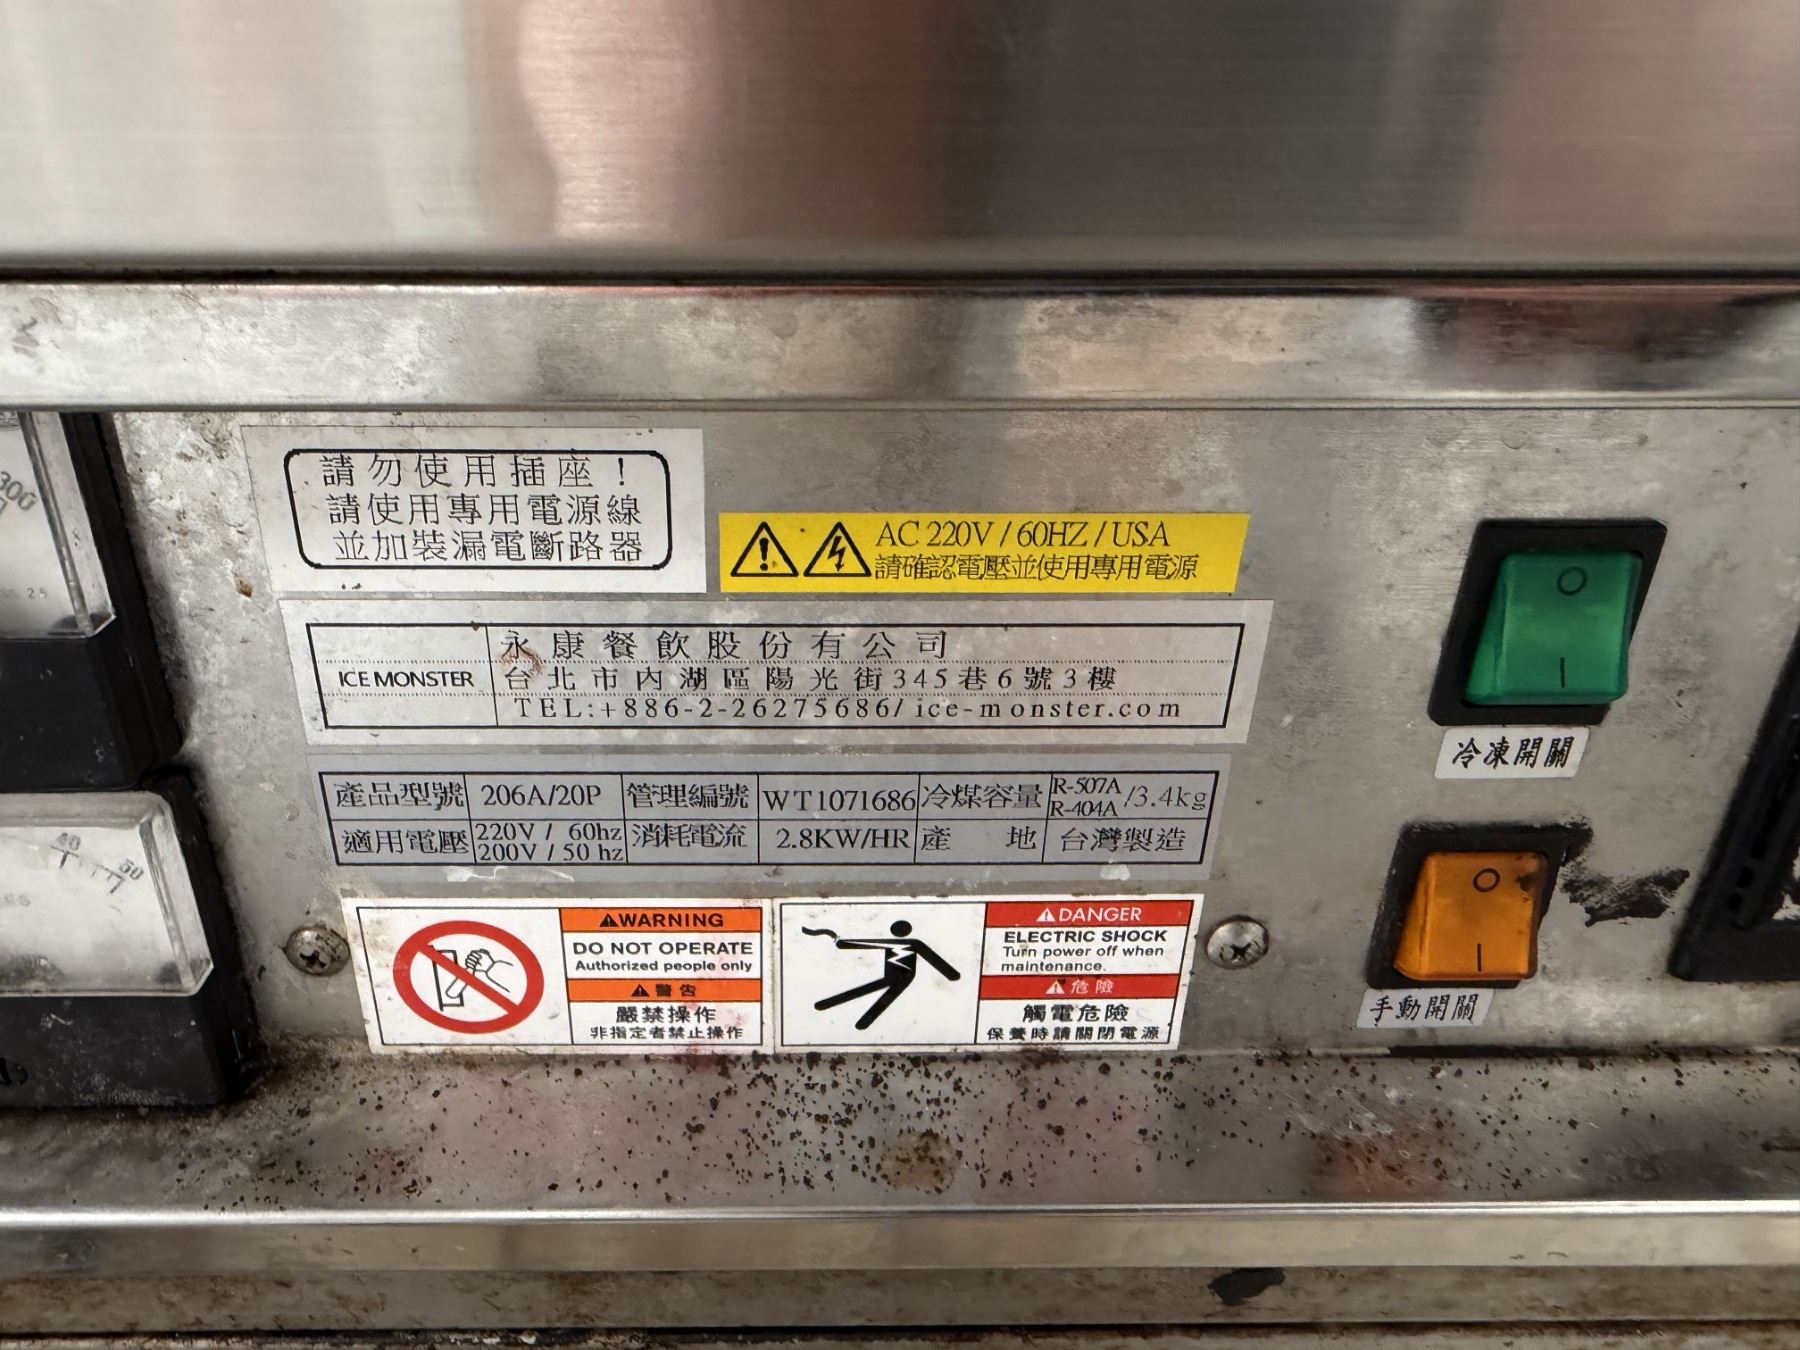 300
25
40
50
請勿使用插座！
請使用專用電源線
並加裝漏電斷路器
AC 220V / 60HZ / USA
請確認電壓並使用專用電源
ICE MONSTER
永康餐飲股份有公司
台北市內湖區陽光街345巷6號3樓
TEL:+886-2-26275686/ ice-monster.com
產品型號 206A/20P 管理編號 WT1071686 冷煤容量 R-507A R-404A /3.4kg
適用電壓 220V / 60hz 200V / 50 hz 消耗電流 2.8KW/HR 產 地 台灣製造
WARNING
DO NOT OPERATE
Authorized people only
警告
嚴禁操作
非指定者禁止操作
DANGER
ELECTRIC SHOCK
Turn power off when
maintenance.
危險
觸電危險
保養時請關閉電源
冷凍開關
手動開關